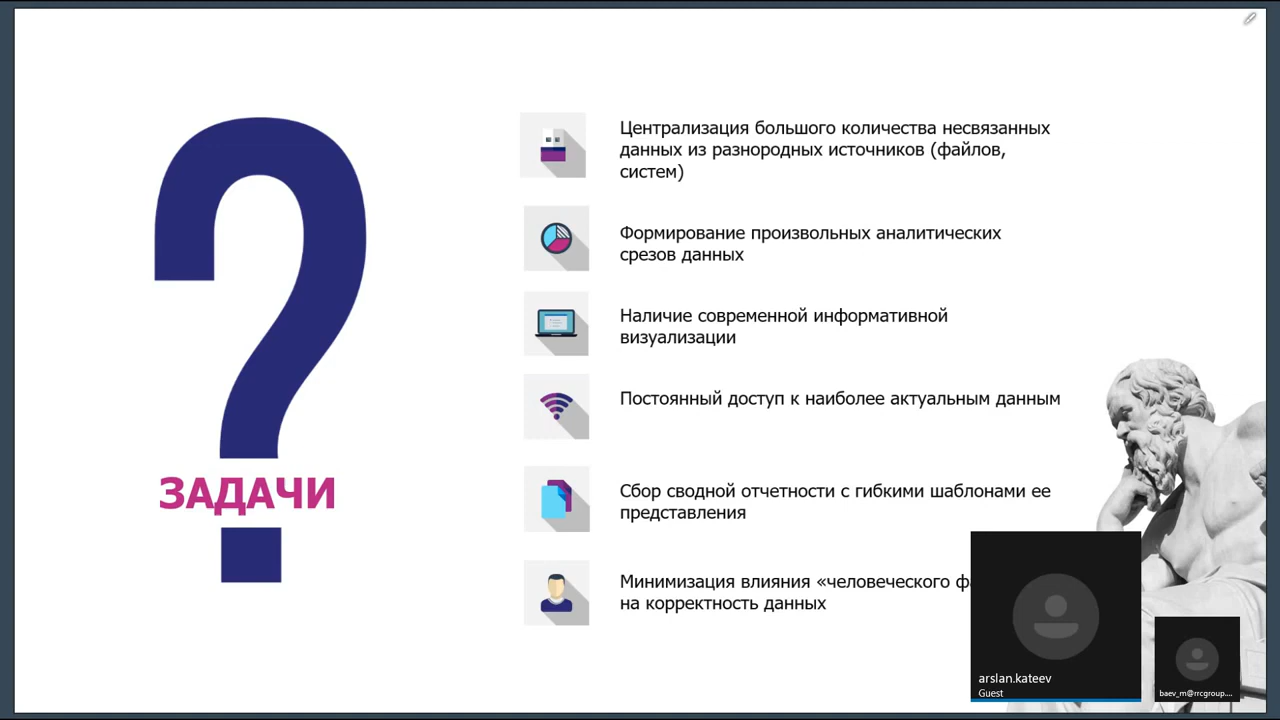 Централизация большого количества несвязанных
данных из разнородных источников (файлов,
систем)
Формирование произвольных аналитических
срезов данных
Наличие современной информативной
визуализации
Постоянный доступ к наиболее актуальным данным
ЗАДАЧИ
Сбор сводной отчетности с гибкими шаблонами ее
представления
Минимизация влияния «человеческого
на корректность данных
arslan.kateev
Guest
baev_m@rrcgroup....